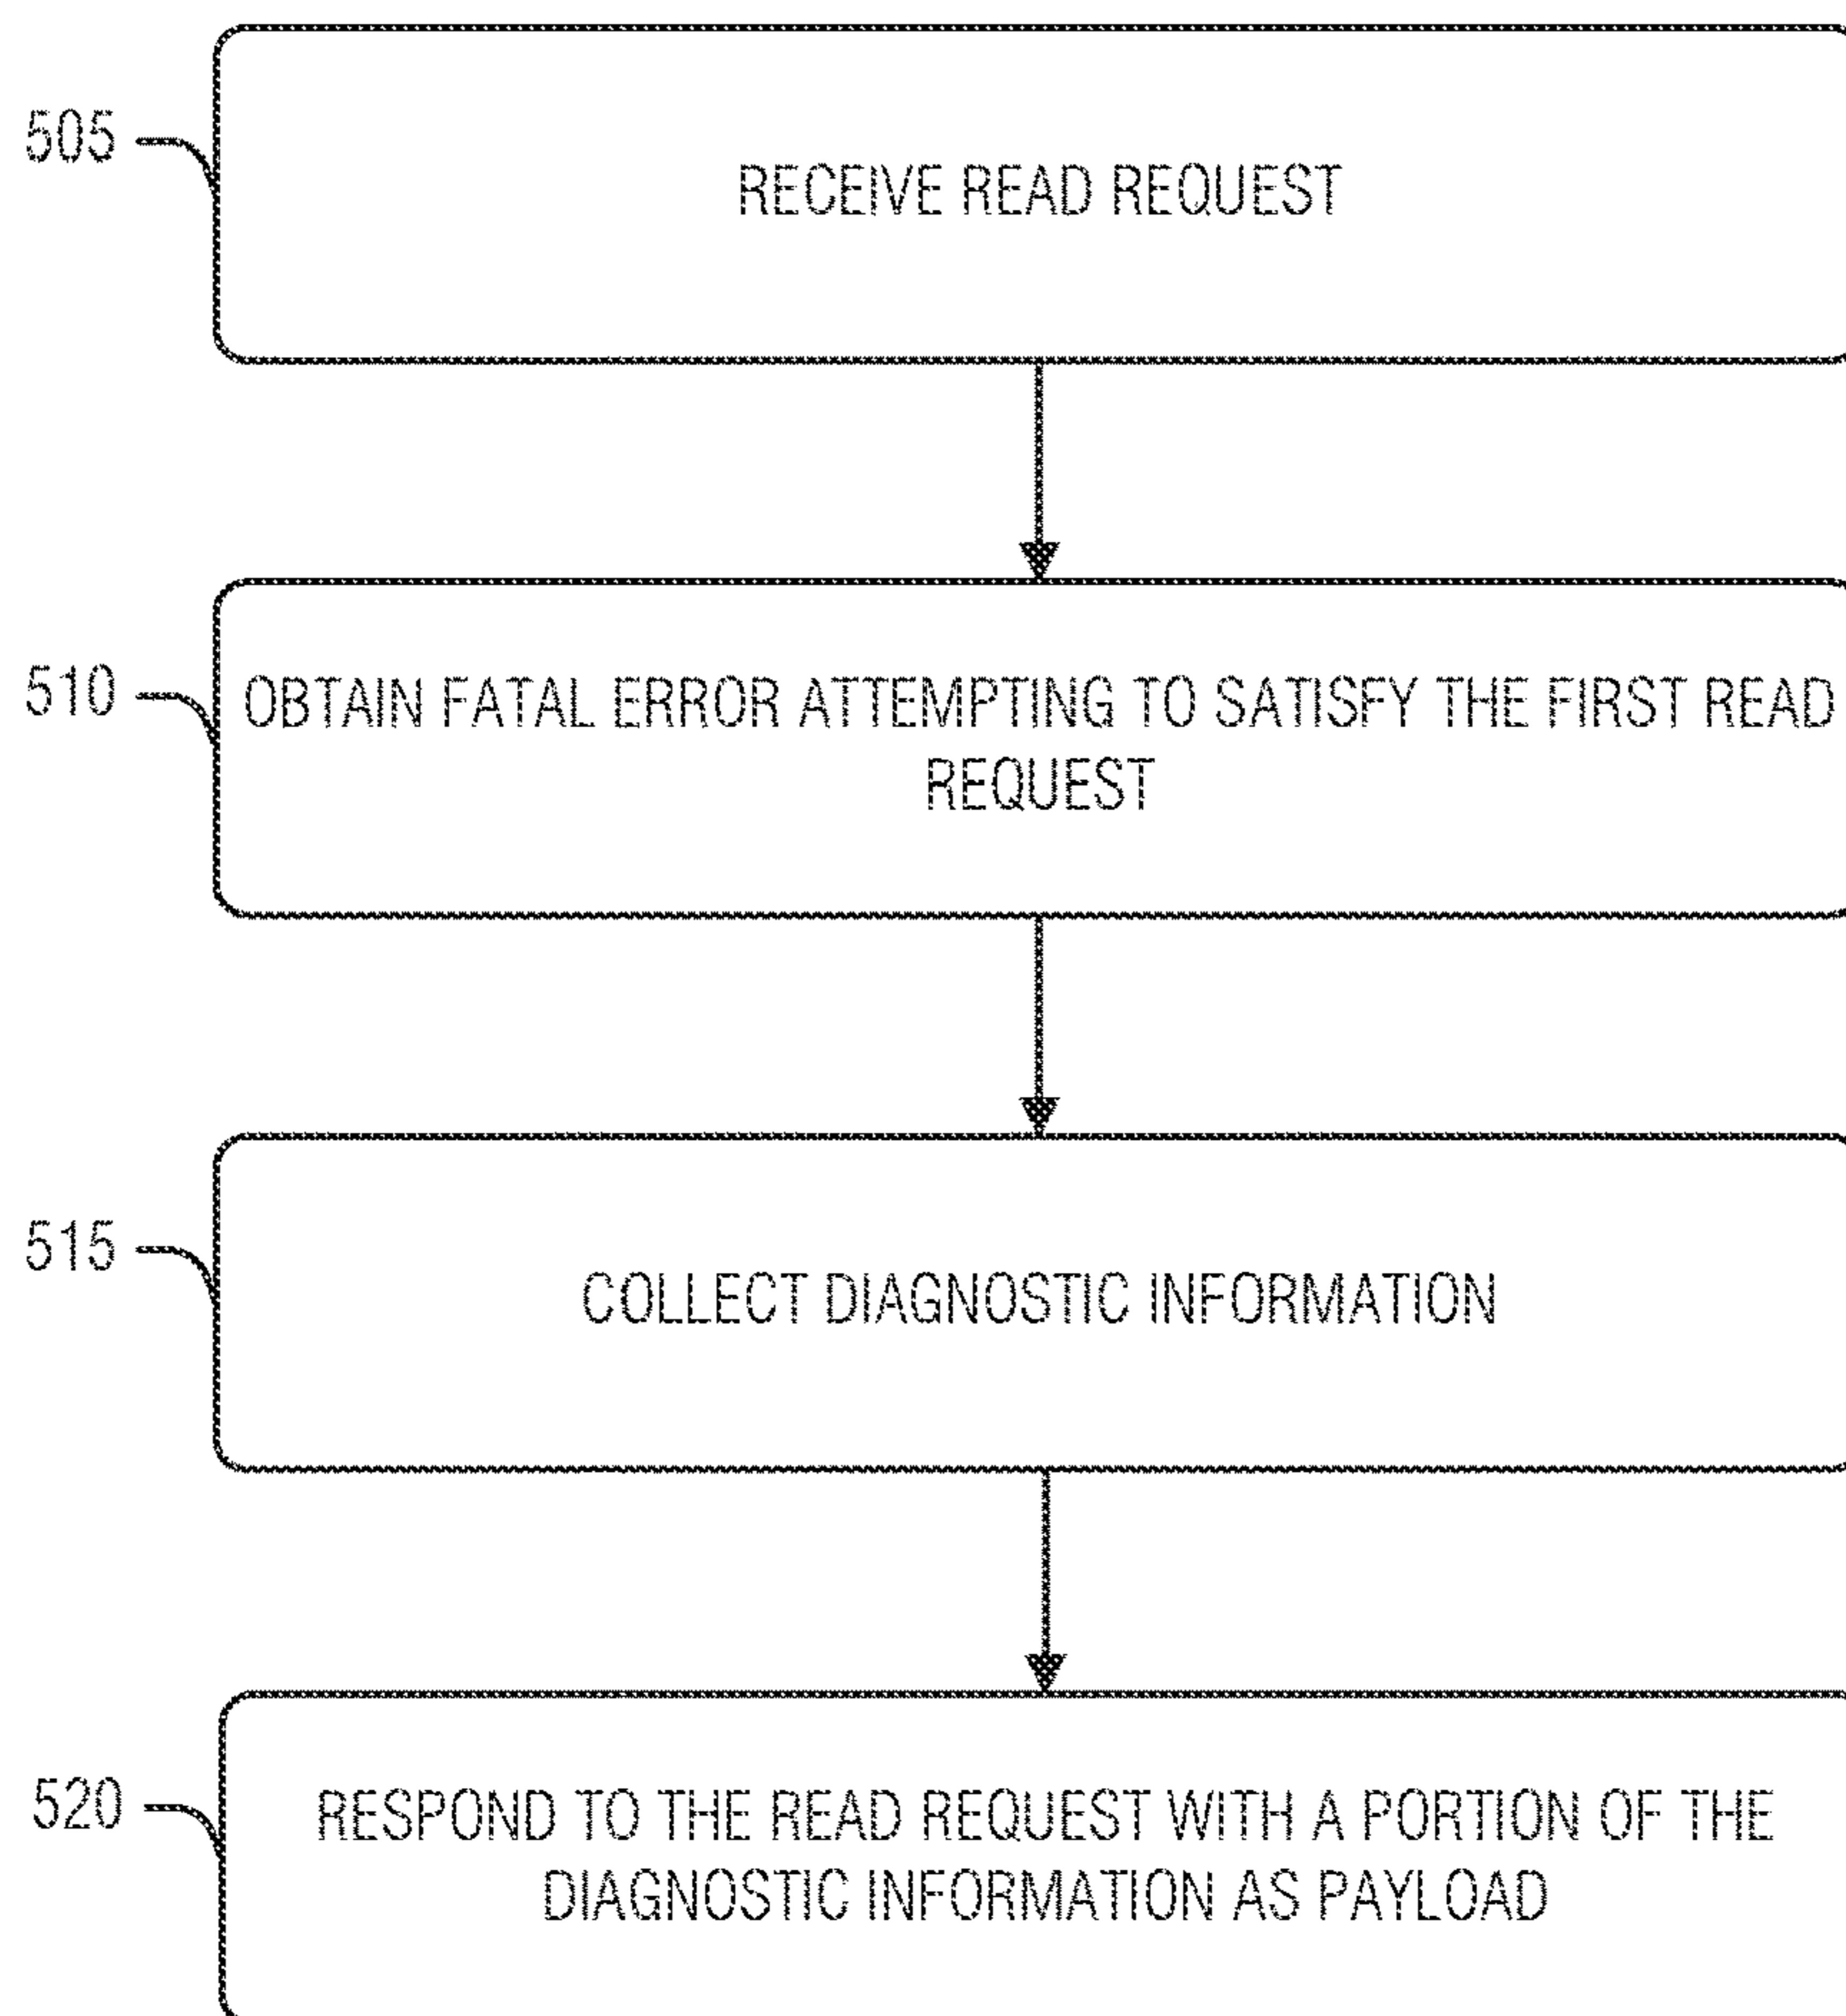 505
RECEIVE READ REQUEST
510
OBTAIN FATAL ERROR ATTEMPTING TO SATISFY THE FIRST READ
REQUEST
515
COLLECT DIAGNOSTIC INFORMATION
520
RESPOND TO THE READ REQUEST WITH A PORTION OF THE
DIAGNOSTIC INFORMATION AS PAYLOAD